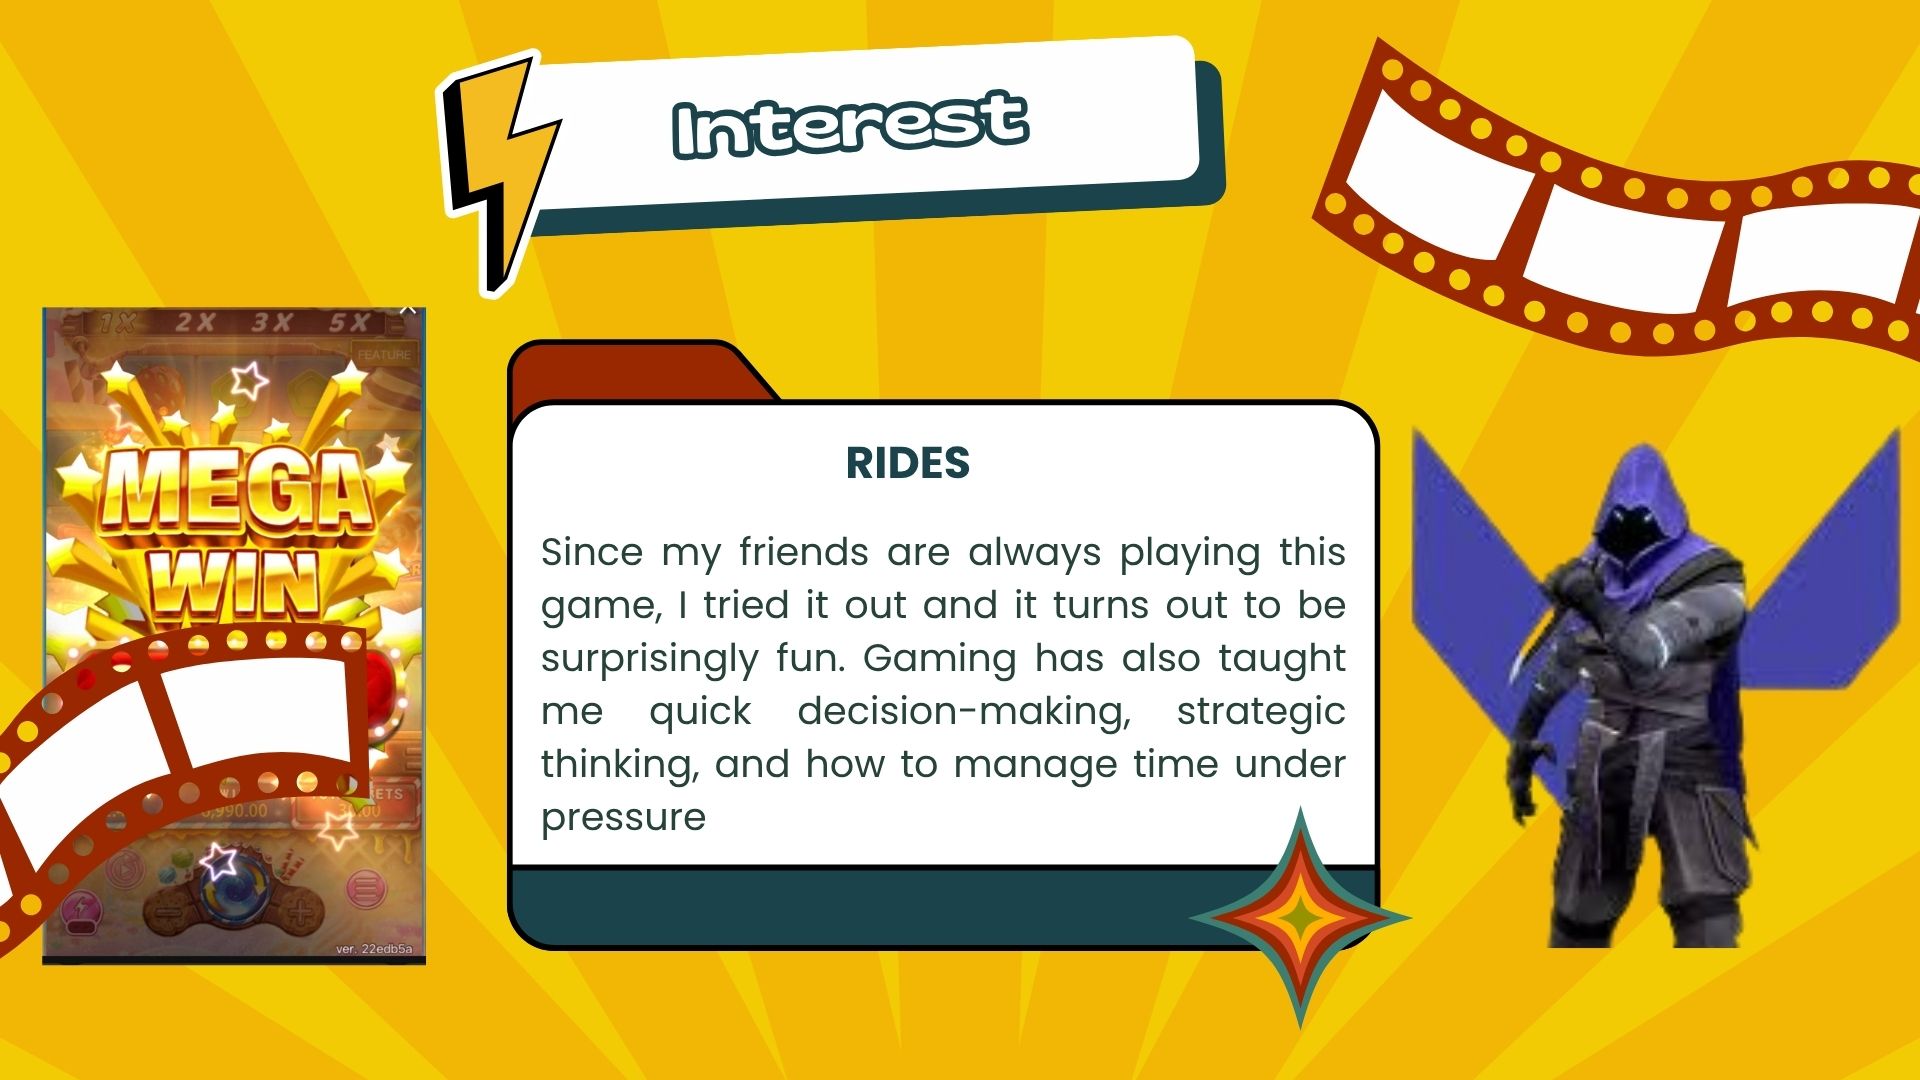 Interest
1X 2X 3X 5X
FEATURE
MEGA
WIN
RIDES
Since my friends are always playing this
game, I tried it out and it turns out to be
surprisingly fun. Gaming has also taught
me quick decision-making, strategic
thinking, and how to manage time under
pressure
ver. 22edb5a